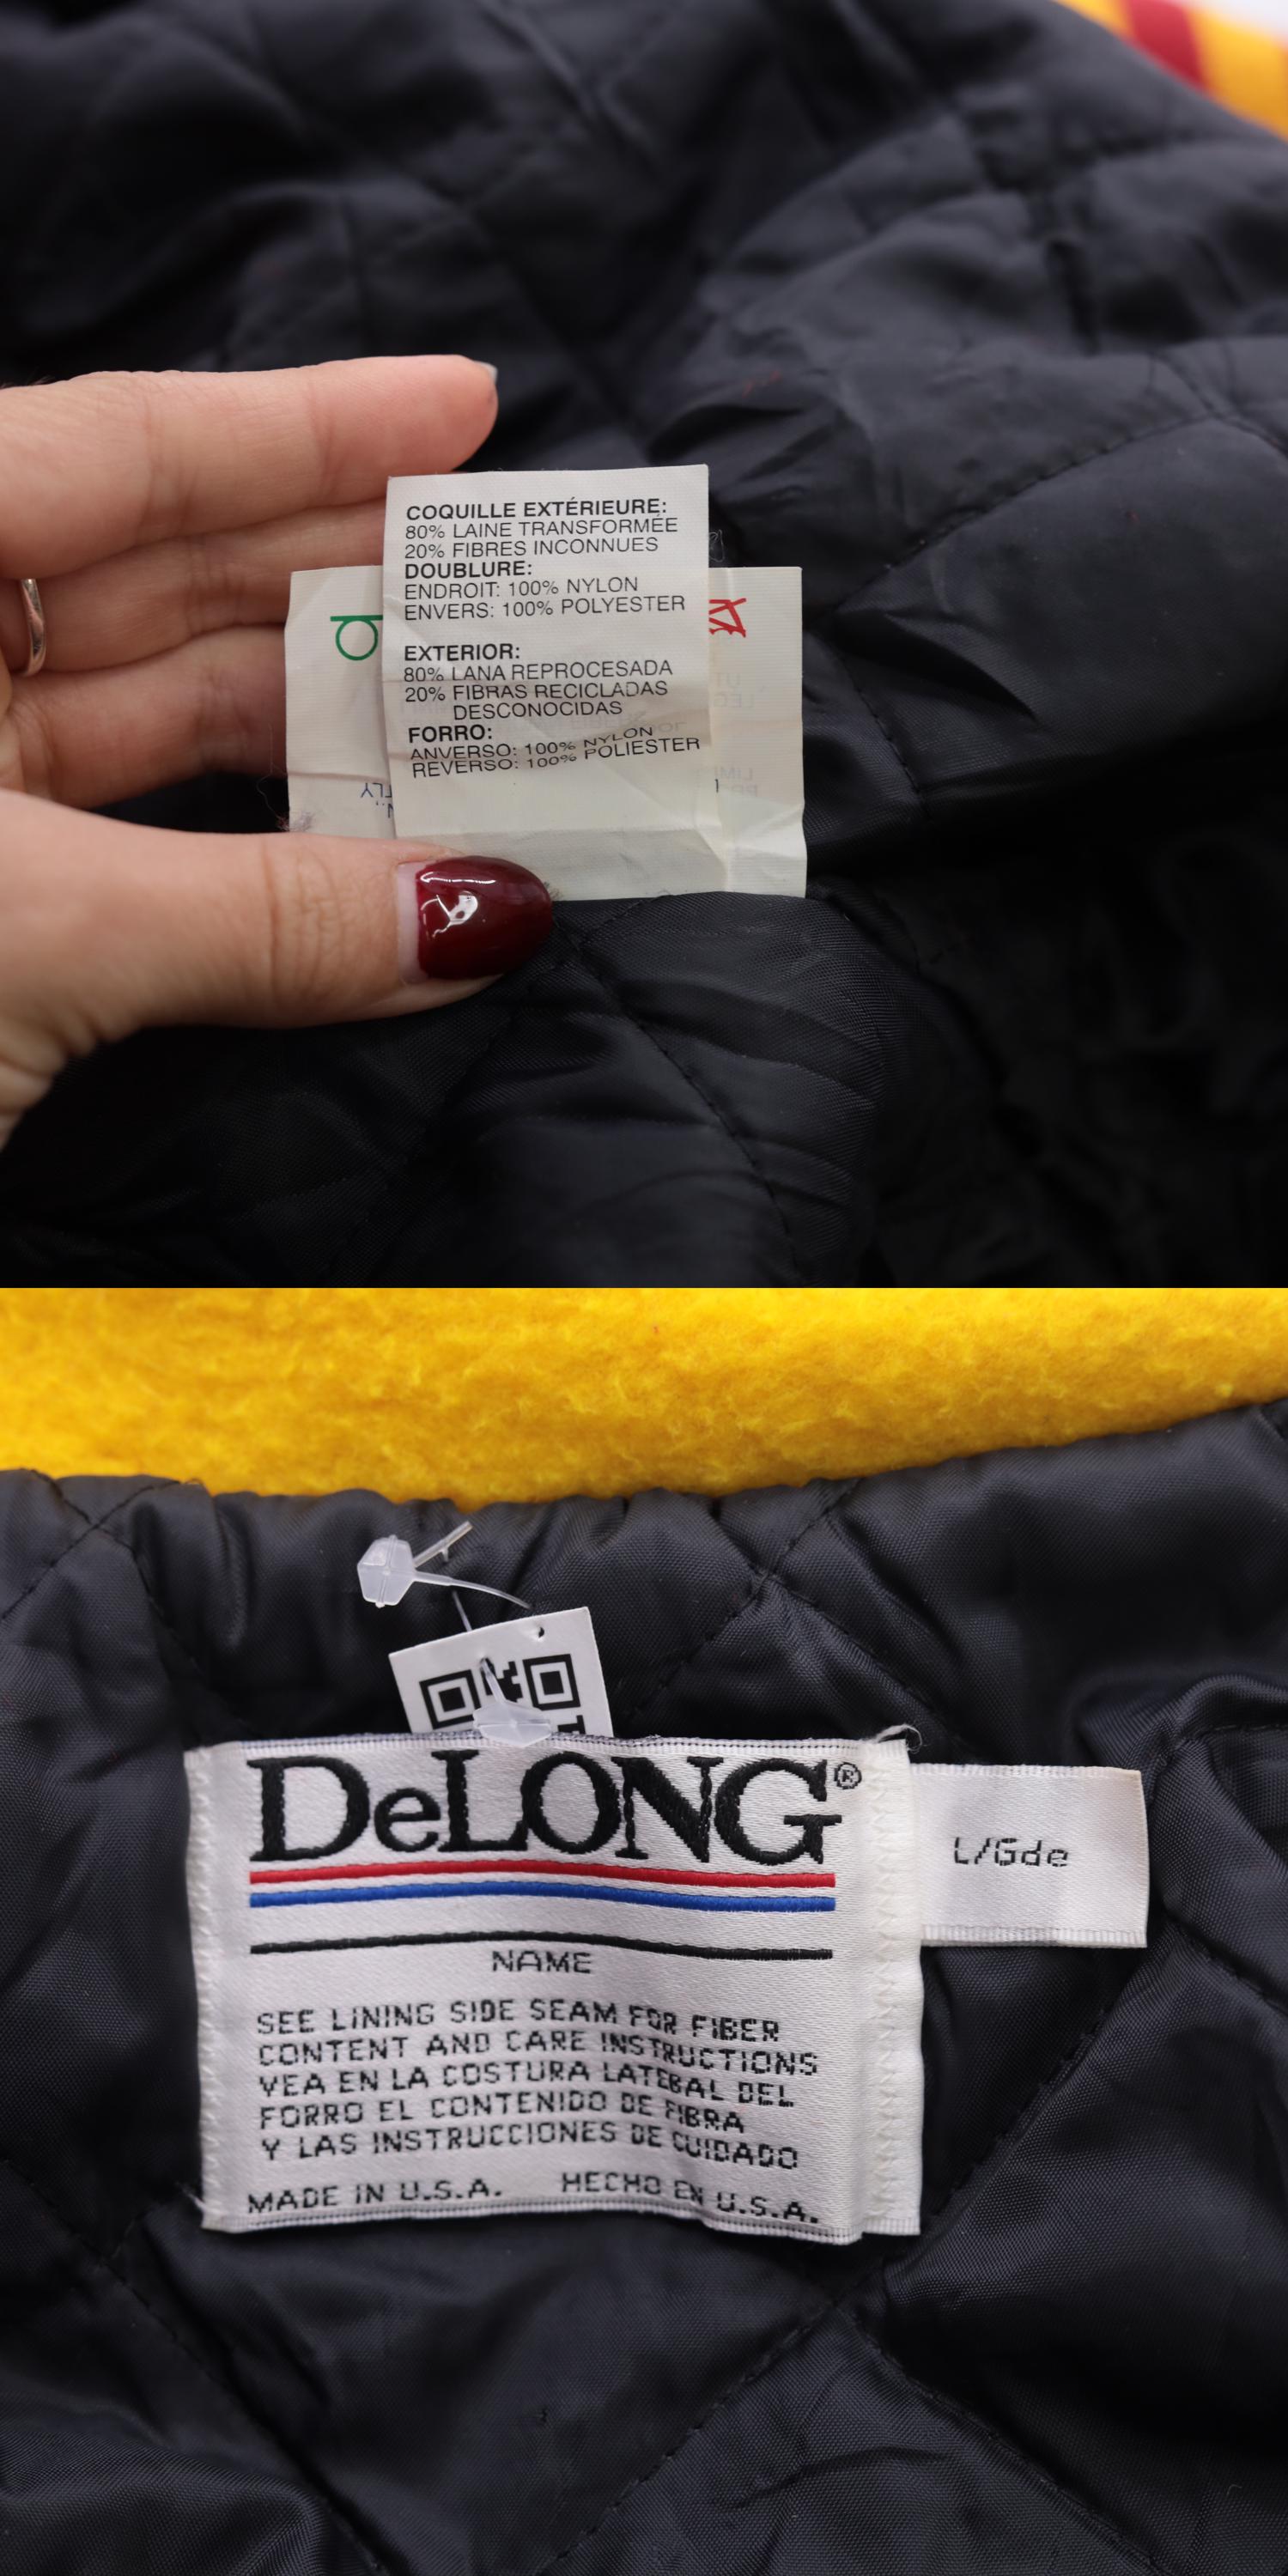 COQUILLE EXTÉRIEURE:
80% LAINE TRANSFORMÉE
20% FIBRES INCONNUES
DOUBLURE:
ENDROIT: 100% NYLON
ENVERS: 100% POLYESTER
EXTERIOR:
80% LANA REPROCESADA
20% FIBRAS RECICLADAS
DESCONOCIDAS
FORRO:
ANVERSO: 100% NYLON
REVERSO: 100% POLIESTER
DeLONG®
L/Gde
NAME
SEE LINING SIDE SEAM FOR FIBER
CONTENT AND CARE INSTRUCTIONS
VEA EN LA COSTURA LATERAL DEL
FORRO EL CONTENIDO DE FIBRA
Y LAS INSTRUCCIONES DE CUIDADO
MADE IN U.S.A. HECHO EN U.S.A.